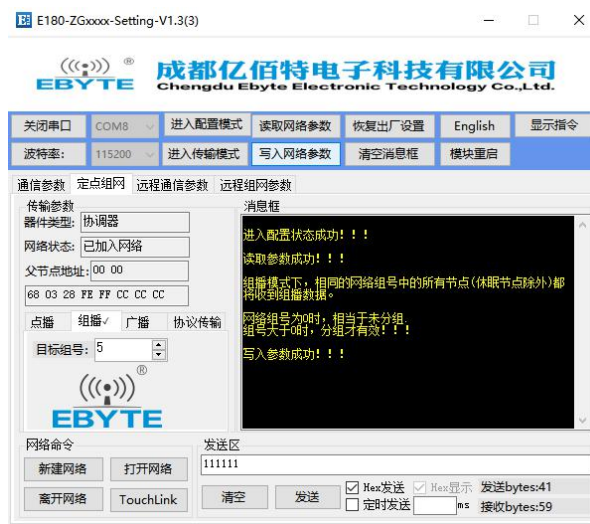 E180-ZGxxxx-Setting-V1.3(3)
EBYTE ® 成都亿佰特电子科技有限公司
Chengdu Ebyte Electronic Technology Co.,Ltd.
关闭串口 COM8 进入配置模式 读取网络参数 恢复出厂设置 English 显示指令
波特率: 115200 进入传输模式 写入网络参数 清空消息框 模块重启
通信参数 定点组网 远程通信参数 远程组网参数
传输参数
器件类型: 协调器
网络状态: 已加入网络
父节点地址: 00 00
68 03 28 FE FF CC CC CC
点播 组播√ 广播 协议传输
目标组号: 5
®
EBYTE
消息框
进入配置状态成功!!!
读取参数成功!!!
组播模式下，相同的网络组号中的所有节点(休眠节点除外)都
将收到组播数据。
网络组号为0时，相当于未分组.
组号大于0时，分组才有效!!!
写入参数成功!!!
网络命令
新建网络 打开网络
离开网络 TouchLink
发送区
111111
清空 发送 Hex发送 Hex显示 发送bytes:41
定时发送 ms 接收bytes:59